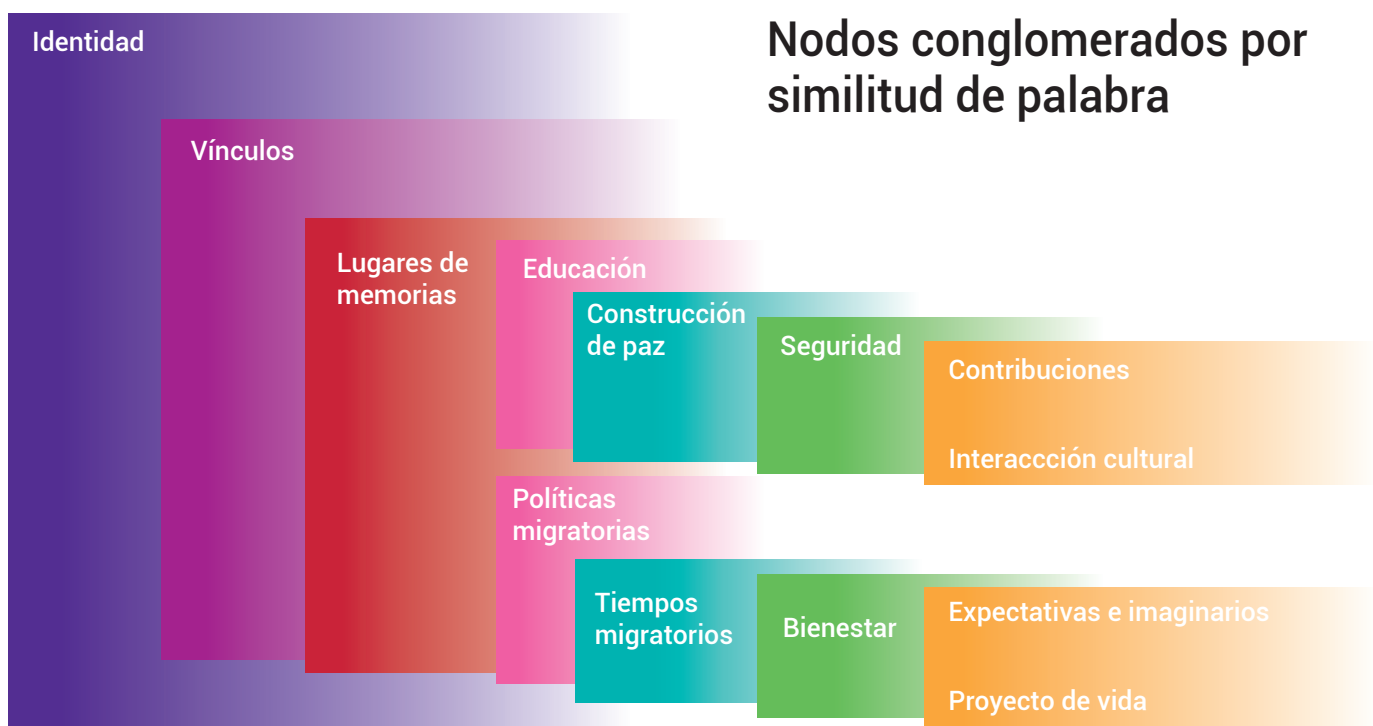 Identidad
Nodos conglomerados por
similitud de palabra
Vínculos
Lugares de
memorias
Educación
Construcción
de paz
Seguridad
Contribuciones
Interaccción cultural
Políticas
migratorias
Tiempos
migratorios
Bienestar
Expectativas e imaginarios
Proyecto de vida